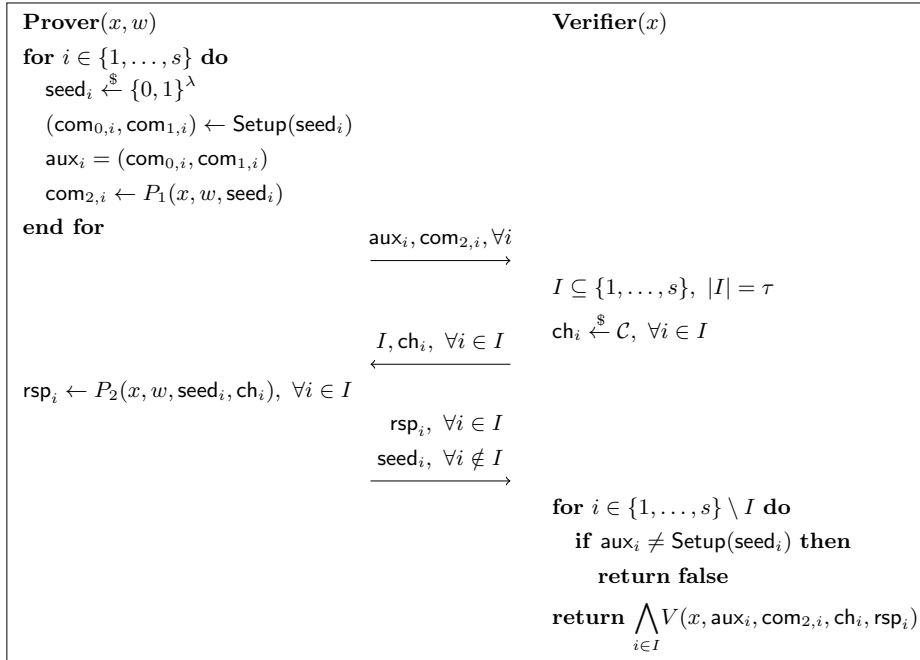 Prover(x, w)
Verifier(x)
for i ∈ {1, . . . , s} do
seed_i ←$ {0, 1}^λ
(com_{0,i}, com_{1,i}) ← Setup(seed_i)
aux_i = (com_{0,i}, com_{1,i})
com_{2,i} ← P_1(x, w, seed_i)
end for
aux_i, com_{2,i}, ∀i
I ⊆ {1, . . . , s}, |I| = τ
ch_i ←$ C, ∀i ∈ I
I, ch_i, ∀i ∈ I
rsp_i ← P_2(x, w, seed_i, ch_i), ∀i ∈ I
rsp_i, ∀i ∈ I
seed_i, ∀i ∉ I
for i ∈ {1, . . . , s} \ I do
if aux_i ≠ Setup(seed_i) then
return false
return ⋀_{i∈I} V(x, aux_i, com_{2,i}, ch_i, rsp_i)